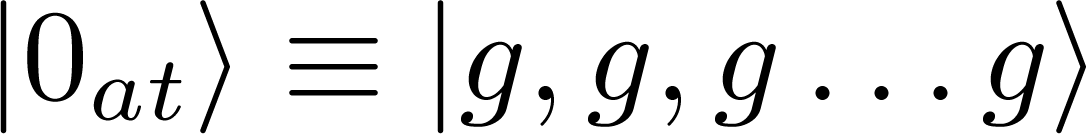 |0_{at}⟩ ≡ |g, g, g . . . g⟩